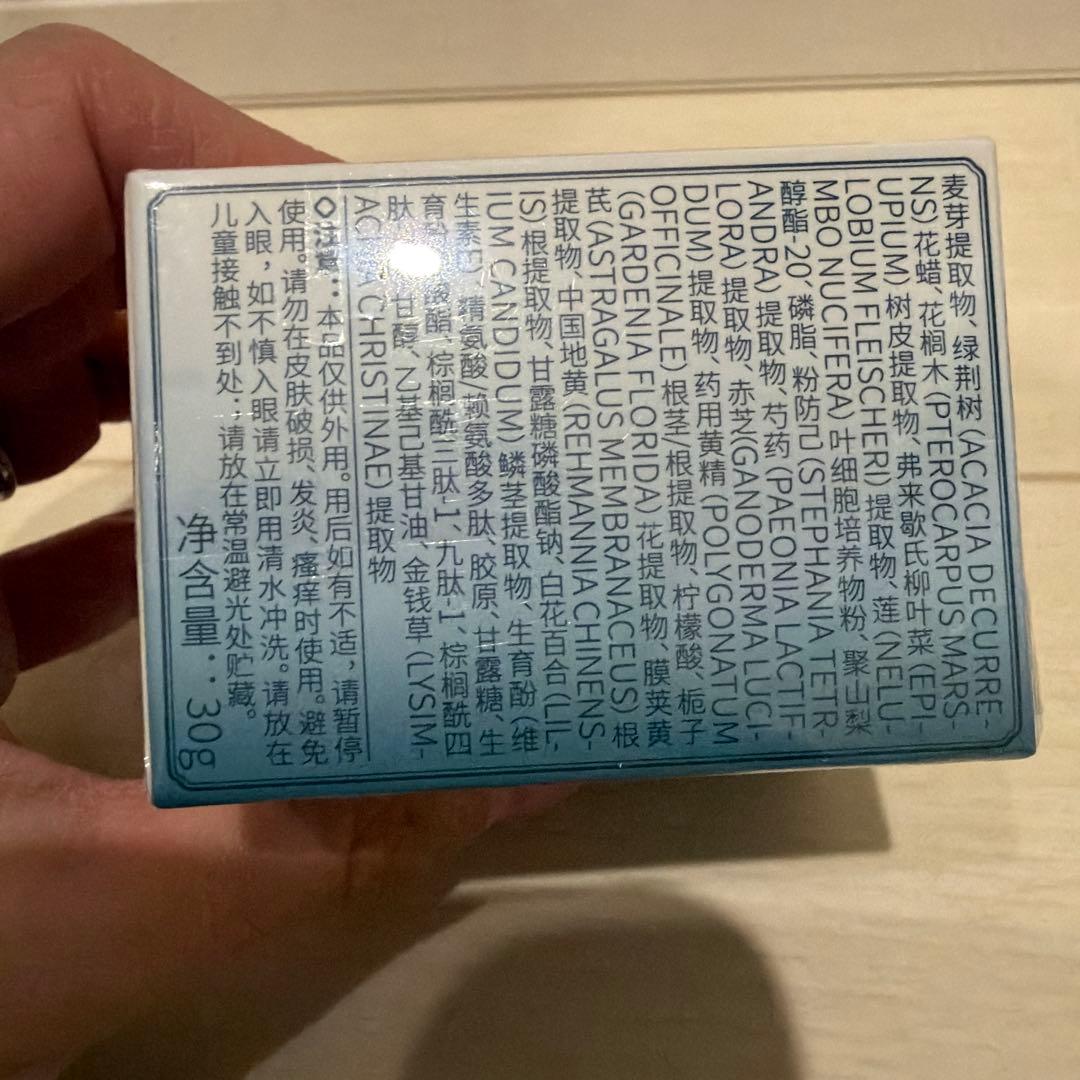 麦芽提取物、绿荆树 (ACACIA DECURRE-
NS) 花蜡、花榈木 (PTEROCARPUS MARS-
UPIUM) 树皮提取物、弗来歇氏柳叶菜 (EPI-
LOBIUM FLEISCHERI) 提取物、莲 (NELU-
MBO NUCIFERA) 叶细胞培养物粉、聚山梨
醇酯-20、磷脂、粉防己 (STEPHANIA TETR-
ANDRA) 提取物、芍药 (PAEONIA LACTIF-
LORA) 提取物、赤芝(GANODERMA LUCI-
DUM) 提取物、药用黄精 (POLYGONATUM
OFFICINALE) 根茎/根提取物、柠檬酸、栀子
(GARDENIA FLORIDA) 花提取物、膜荚黄
芪 (ASTRAGALUS MEMBRANACEUS) 根
提取物、中国地黄 (REHMANNIA CHINENS-
IS) 根提取物、甘露糖磷酸酯钠、白花百合 (LIL-
IUM CANDIDUM) 鳞茎提取物、生育酚 (维
生素E)、精氨酸/赖氨酸多肽、胶原、甘露糖、生
育酚 酸酯、棕榈酰三肽-1、九肽-1、棕榈酰四
肽 甘醇、乙基己基甘油、金钱草 (LYSIM-
AC A CHRISTINAE) 提取物
◇注意：本品仅供外用。用后如有不适，请暂停
使用。请勿在皮肤破损、发炎、瘙痒时使用。避免
入眼，如不慎入眼请立即用清水冲洗。请放在
儿童接触不到处；请放在常温避光处贮藏。
净含量：30g